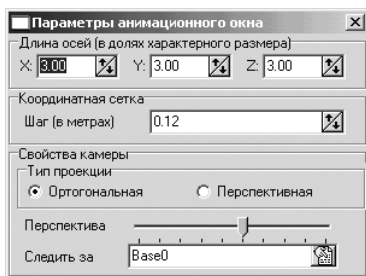 Параметры анимационного окна
Длина осей (в долях характерного размера)
X: 3.00 Y: 3.00 Z: 3.00
Координатная сетка
Шаг (в метрах) 0.12
Свойства камеры
Тип проекции
Ортогональная Перспективная
Перспектива
Следить за Base0